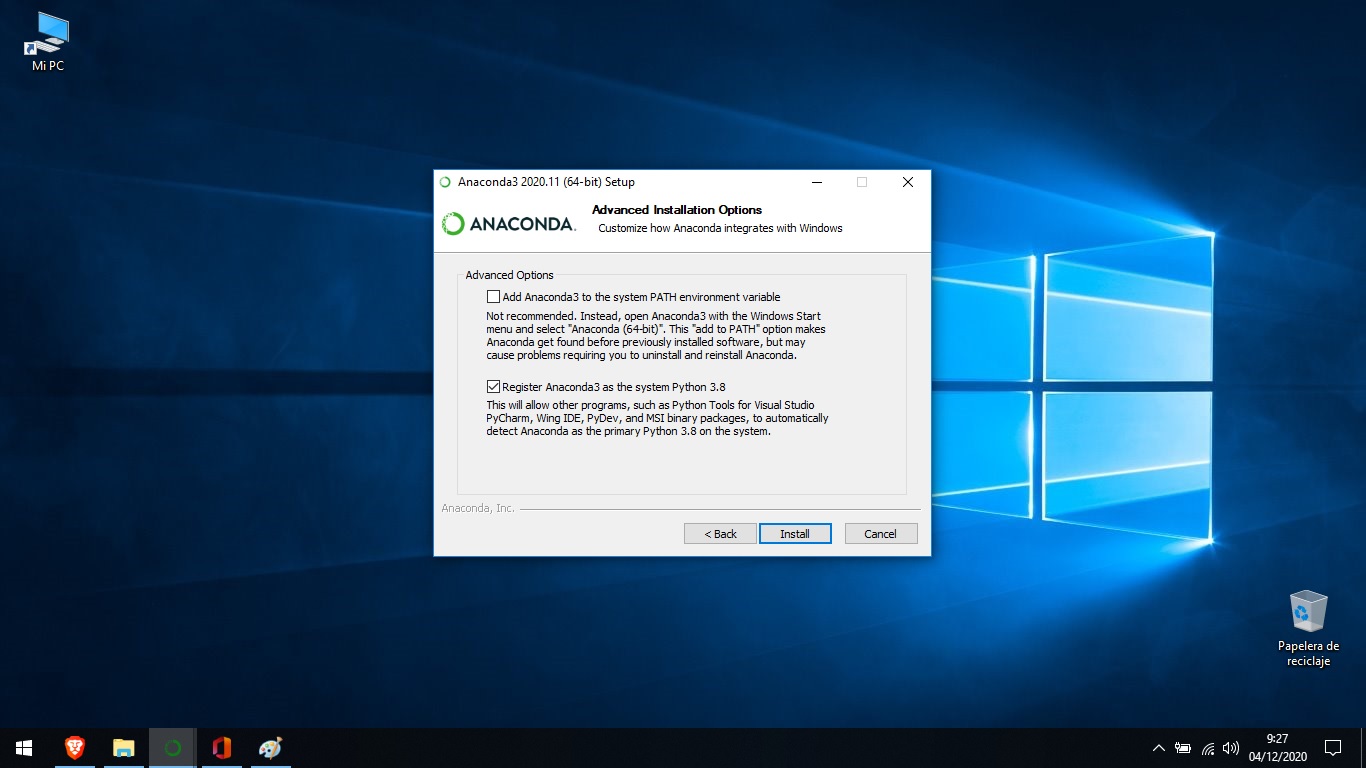 Mi PC
Anaconda3 2020.11 (64-bit) Setup
ANACONDA.
Advanced Installation Options
Customize how Anaconda integrates with Windows
Advanced Options
Add Anaconda3 to the system PATH environment variable
Not recommended. Instead, open Anaconda3 with the Windows Start
menu and select "Anaconda (64-bit)". This "add to PATH" option makes
Anaconda get found before previously installed software, but may
cause problems requiring you to uninstall and reinstall Anaconda.
Register Anaconda3 as the system Python 3.8
This will allow other programs, such as Python Tools for Visual Studio
PyCharm, Wing IDE, PyDev, and MSI binary packages, to automatically
detect Anaconda as the primary Python 3.8 on the system.
Anaconda, Inc.
< Back
Install
Cancel
Papelera de
reciclaje
9:27
04/12/2020